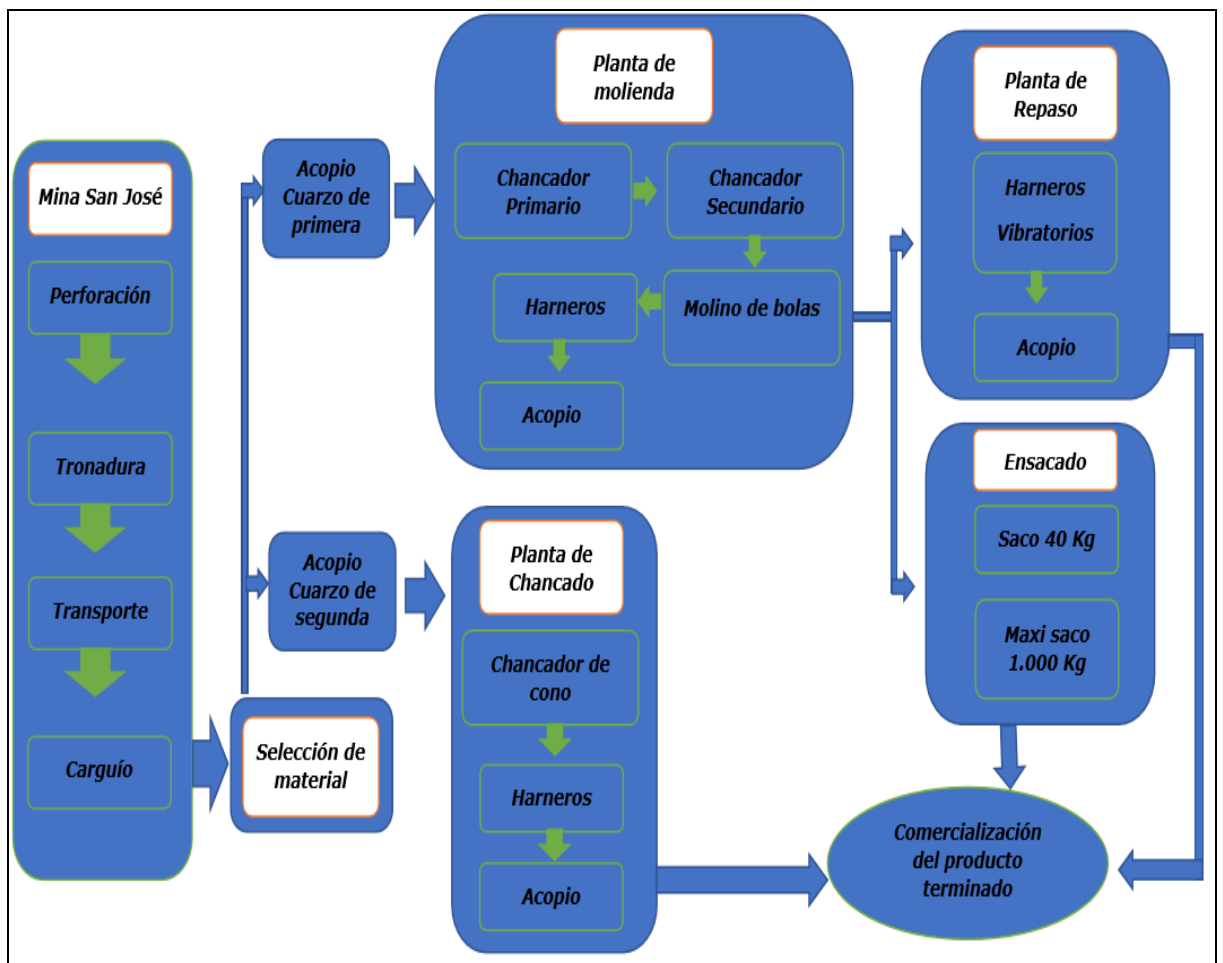 Mina San José
Perforación
Tronadura
Transporte
Carguío
Selección de
material
Acopio
Cuarzo de
primera
Acopio
Cuarzo de
segunda
Planta de
molienda
Chancador
Primario
Chancador
Secundario
Molino de bolas
Harneros
Acopio
Planta de
Chancado
Chancador de
cono
Harneros
Acopio
Planta de
Repaso
Harneros
Vibratorios
Acopio
Ensacado
Saco 40 Kg
Maxi saco
1.000 Kg
Comercialización
del producto
terminado